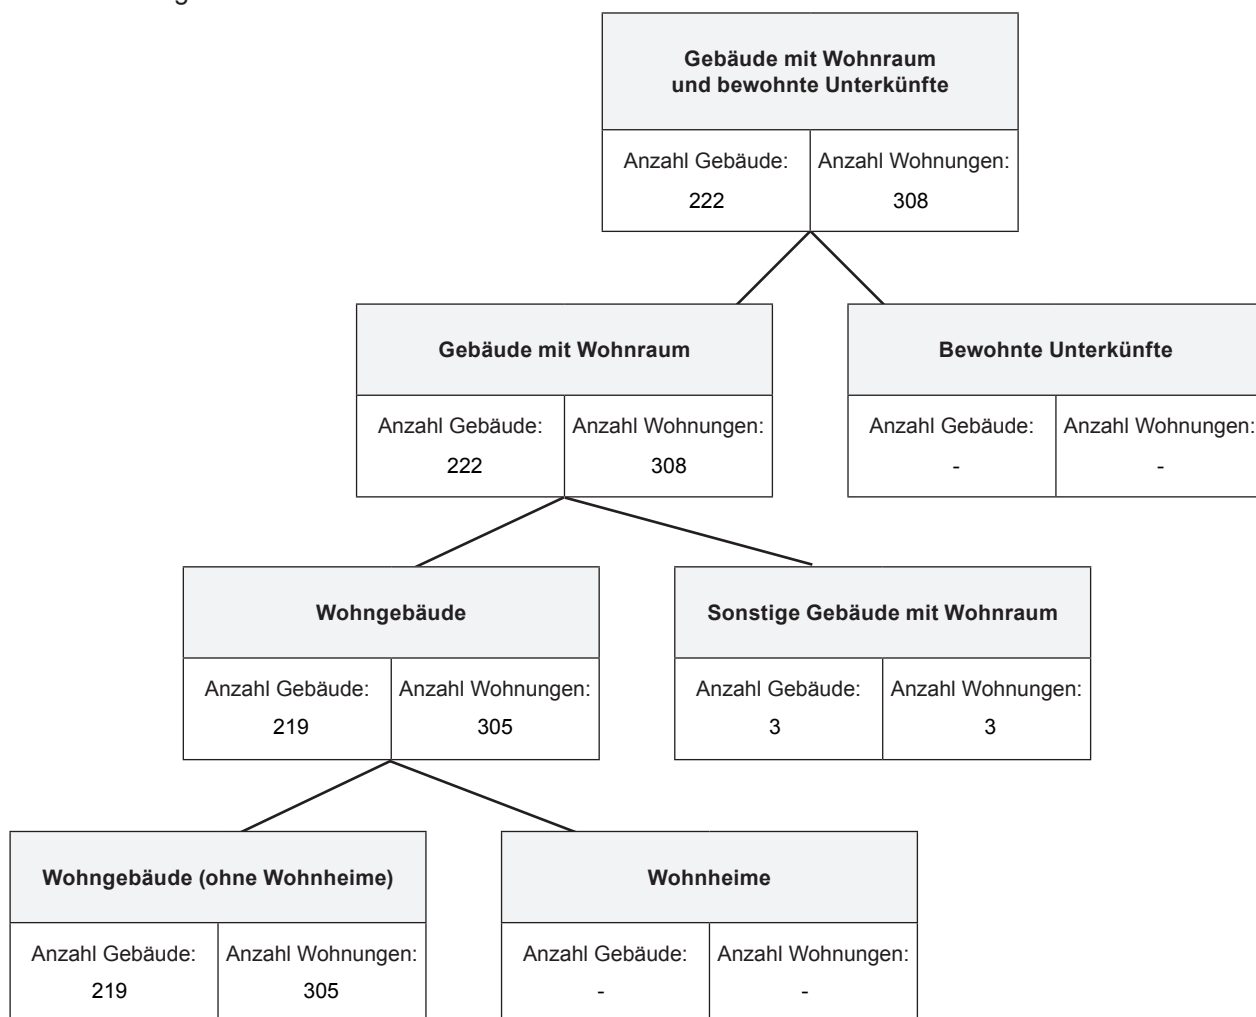 Gebäude mit Wohnraum
und bewohnte Unterkünfte
Anzahl Gebäude: Anzahl Wohnungen:
222 308
Gebäude mit Wohnraum
Anzahl Gebäude: Anzahl Wohnungen:
222 308
Bewohnte Unterkünfte
Anzahl Gebäude: Anzahl Wohnungen:
- -
Wohngebäude
Anzahl Gebäude: Anzahl Wohnungen:
219 305
Sonstige Gebäude mit Wohnraum
Anzahl Gebäude: Anzahl Wohnungen:
3 3
Wohngebäude (ohne Wohnheime)
Anzahl Gebäude: Anzahl Wohnungen:
219 305
Wohnheime
Anzahl Gebäude: Anzahl Wohnungen:
- -